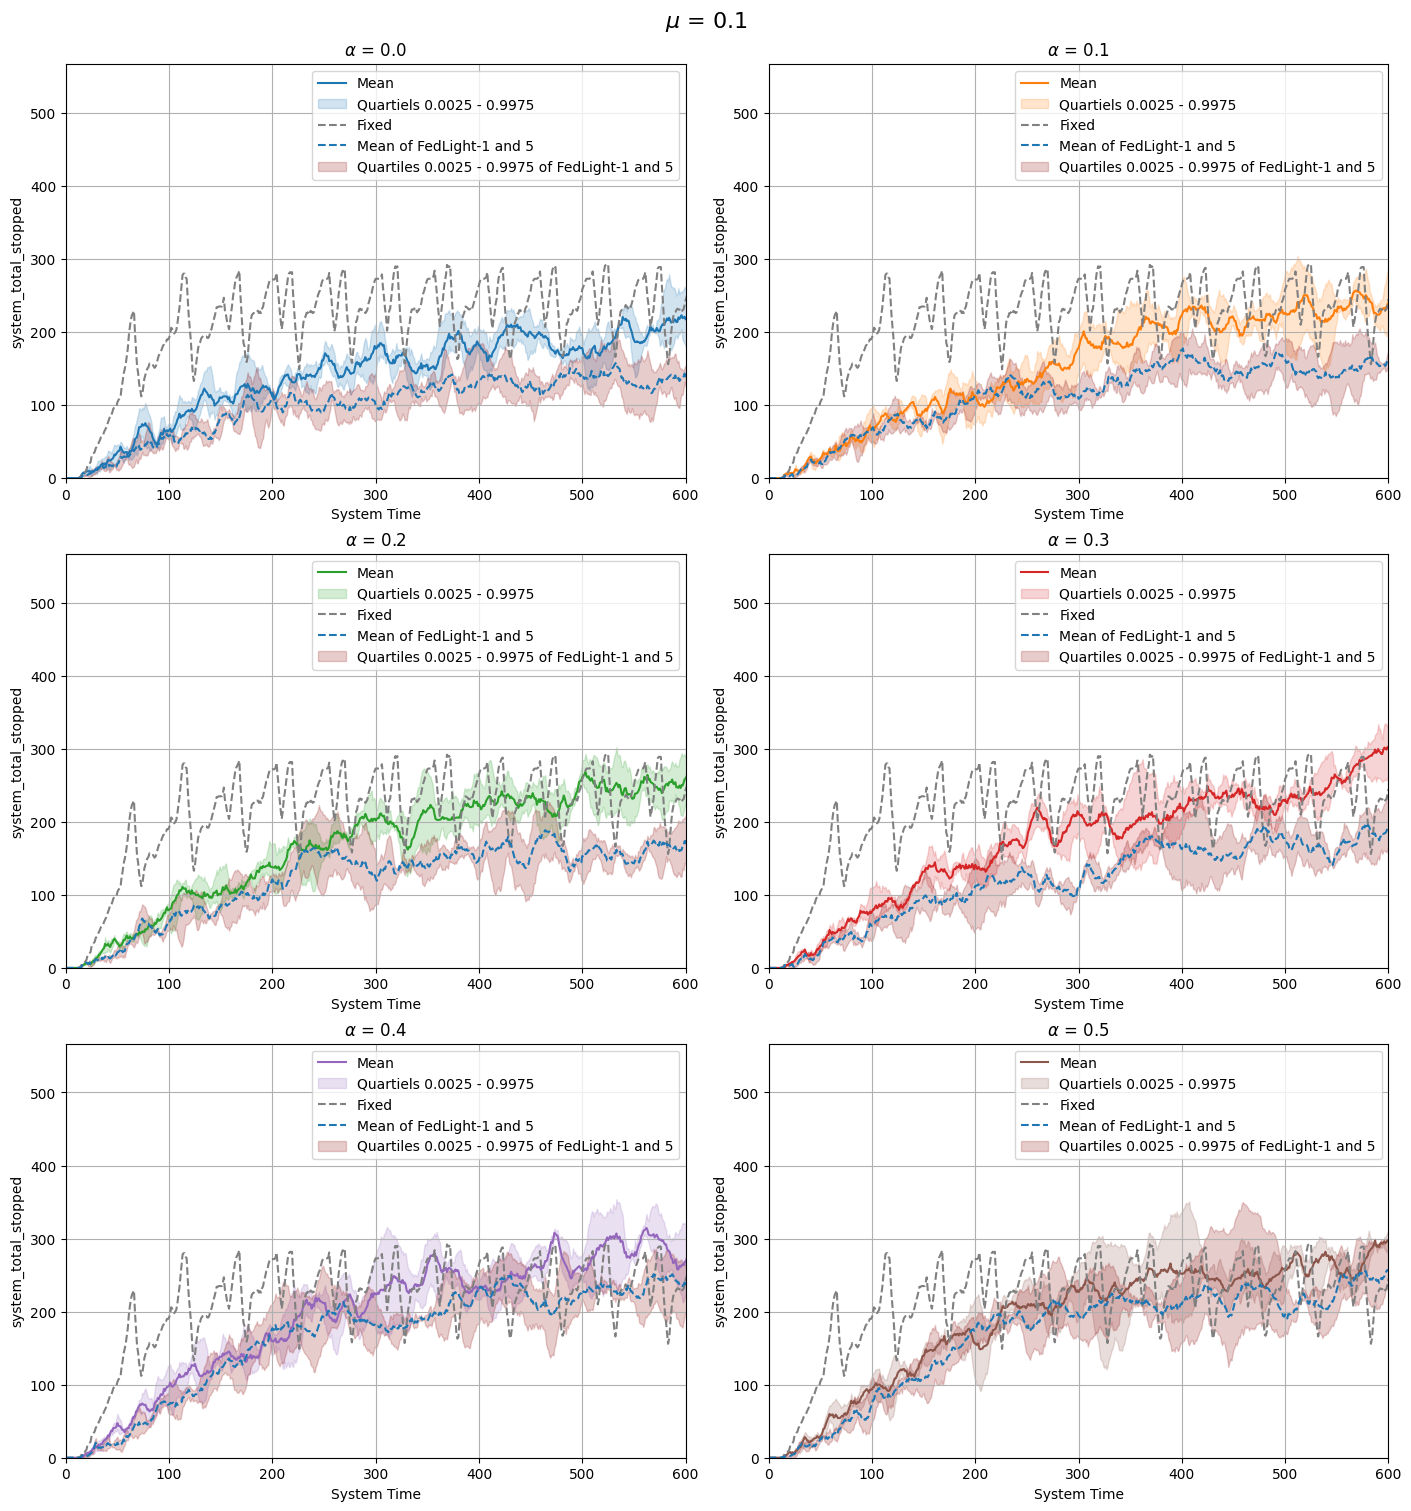 μ = 0.1
α = 0.0
500
400
300
200
100
0
system_total_stopped
Mean
Quartiels 0.0025 - 0.9975
Fixed
Mean of FedLight-1 and 5
Quartiles 0.0025 - 0.9975 of FedLight-1 and 5
0 100 200 300 400 500 600
System Time
α = 0.1
500
400
300
200
100
0
system_total_stopped
Mean
Quartiels 0.0025 - 0.9975
Fixed
Mean of FedLight-1 and 5
Quartiles 0.0025 - 0.9975 of FedLight-1 and 5
0 100 200 300 400 500 600
System Time
α = 0.2
500
400
300
200
100
0
system_total_stopped
Mean
Quartiels 0.0025 - 0.9975
Fixed
Mean of FedLight-1 and 5
Quartiles 0.0025 - 0.9975 of FedLight-1 and 5
0 100 200 300 400 500 600
System Time
α = 0.3
500
400
300
200
100
0
system_total_stopped
Mean
Quartiels 0.0025 - 0.9975
Fixed
Mean of FedLight-1 and 5
Quartiles 0.0025 - 0.9975 of FedLight-1 and 5
0 100 200 300 400 500 600
System Time
α = 0.4
500
400
300
200
100
0
system_total_stopped
Mean
Quartiels 0.0025 - 0.9975
Fixed
Mean of FedLight-1 and 5
Quartiles 0.0025 - 0.9975 of FedLight-1 and 5
0 100 200 300 400 500 600
System Time
α = 0.5
500
400
300
200
100
0
system_total_stopped
Mean
Quartiels 0.0025 - 0.9975
Fixed
Mean of FedLight-1 and 5
Quartiles 0.0025 - 0.9975 of FedLight-1 and 5
0 100 200 300 400 500 600
System Time